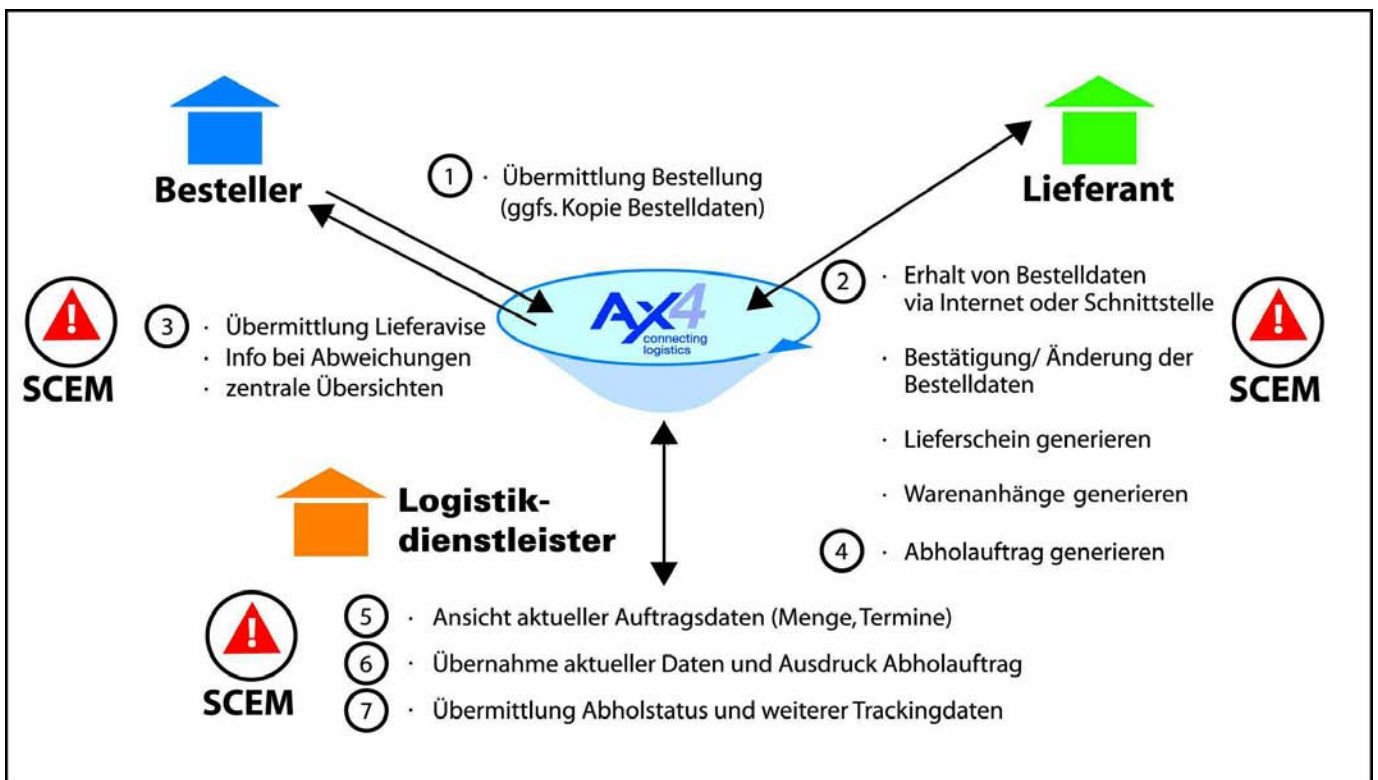 Besteller
Lieferant
1 · Übermittlung Bestellung
(ggfs. Kopie Bestelldaten)
AX4
connecting
logistics
2 · Erhalt von Bestelldaten
via Internet oder Schnittstelle
· Bestätigung/ Änderung der
Bestelldaten
· Lieferschein generieren
· Warenanhänge generieren
SCEM
3 · Übermittlung Lieferavise
· Info bei Abweichungen
· zentrale Übersichten
SCEM
4 · Abholauftrag generieren
Logistik-
dienstleister
5 · Ansicht aktueller Auftragsdaten (Menge, Termine)
6 · Übernahme aktueller Daten und Ausdruck Abholauftrag
7 · Übermittlung Abholstatus und weiterer Trackingdaten
SCEM